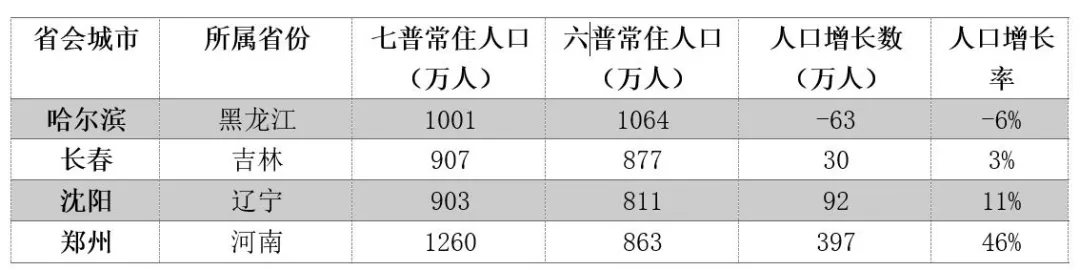 省会城市 所属省份 七普常住人口 六普常住人口 人口增长数 人口增长
（万人） （万人） （万人） 率
哈尔滨 黑龙江 1001 1064 -63 -6%
长春 吉林 907 877 30 3%
沈阳 辽宁 903 811 92 11%
郑州 河南 1260 863 397 46%